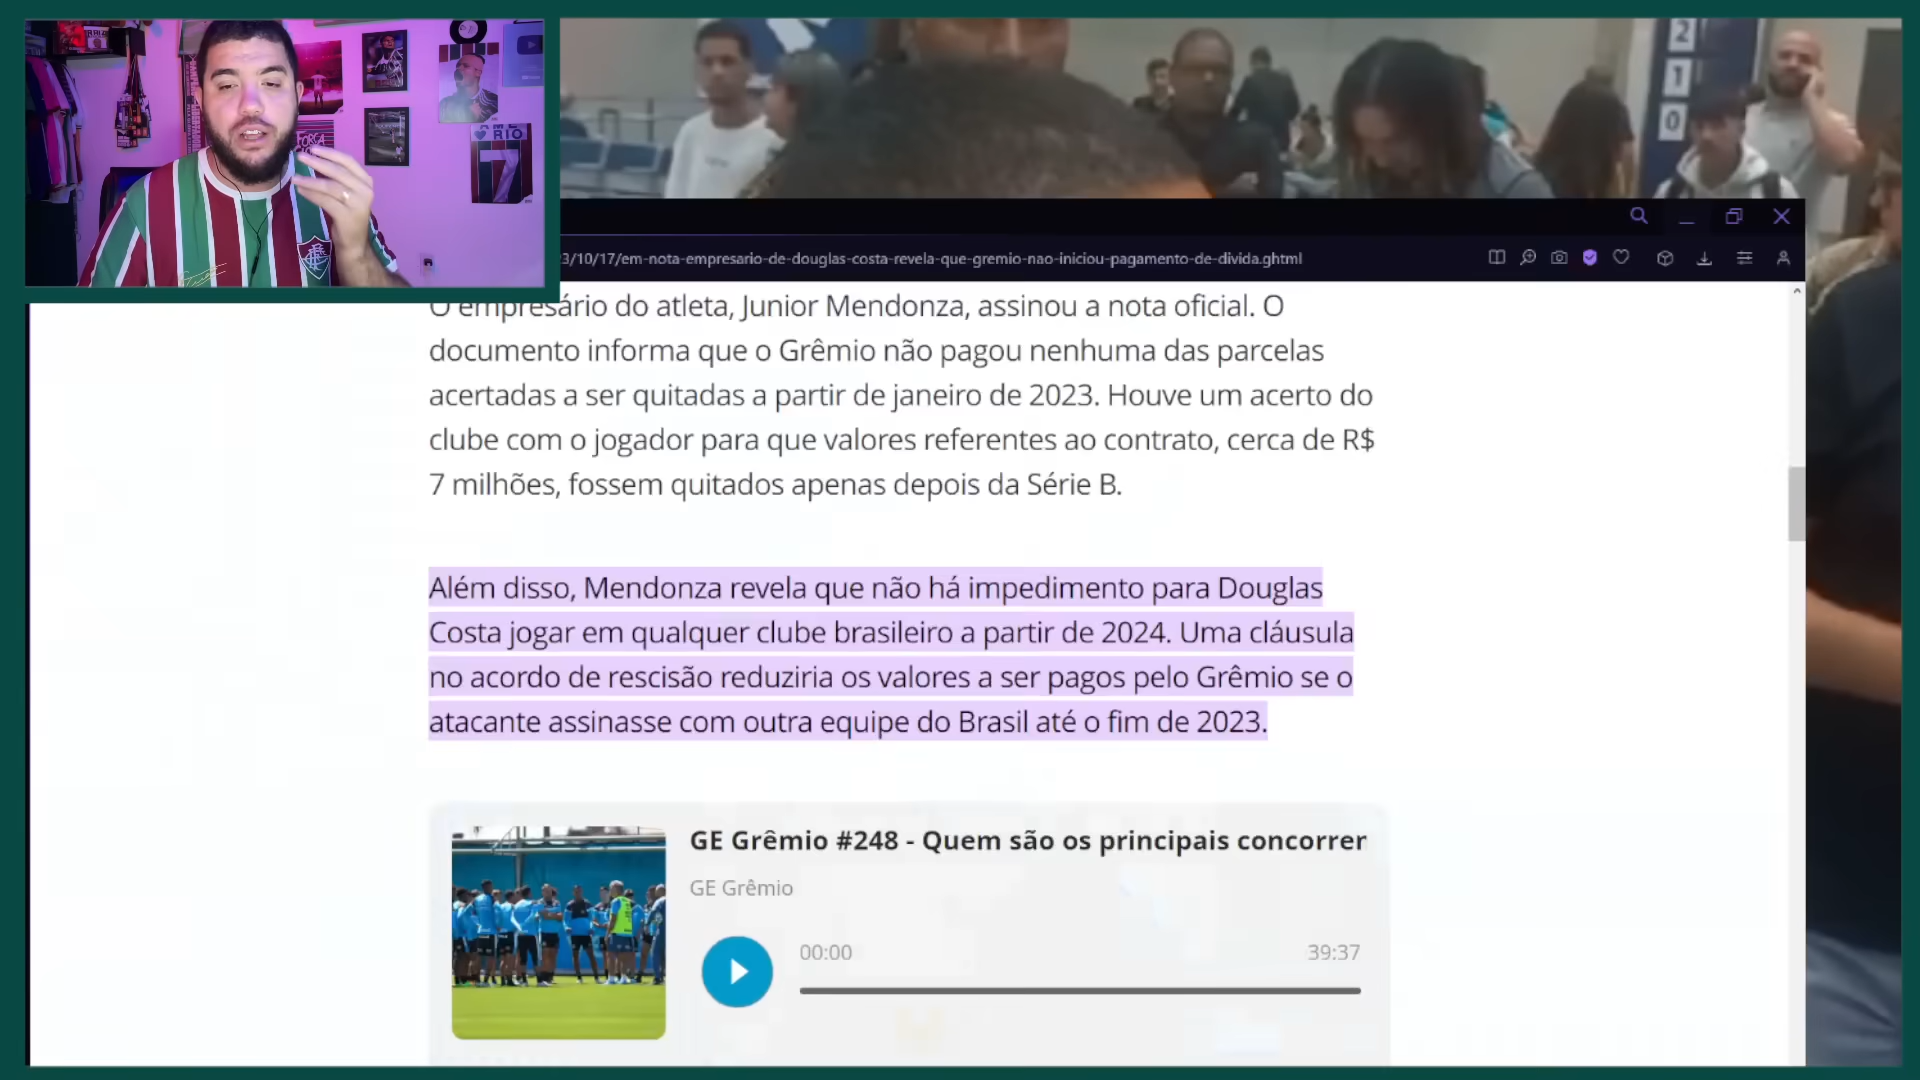 2
1
0
FORÇA
RIO
7
3/10/17/em-nota-empresario-de-douglas-costa-revela-que-gremio-nao-iniciou-pagamento-de-divida.ghtml
O empresário do atleta, Junior Mendonza, assinou a nota oficial. O
documento informa que o Grêmio não pagou nenhuma das parcelas
acertadas a ser quitadas a partir de janeiro de 2023. Houve um acerto do
clube com o jogador para que valores referentes ao contrato, cerca de R$
7 milhões, fossem quitados apenas depois da Série B.
Além disso, Mendonza revela que não há impedimento para Douglas
Costa jogar em qualquer clube brasileiro a partir de 2024. Uma cláusula
no acordo de rescisão reduziria os valores a ser pagos pelo Grêmio se o
atacante assinasse com outra equipe do Brasil até o fim de 2023.
GE Grêmio #248 - Quem são os principais concorrer
GE Grêmio
00:00
39:37